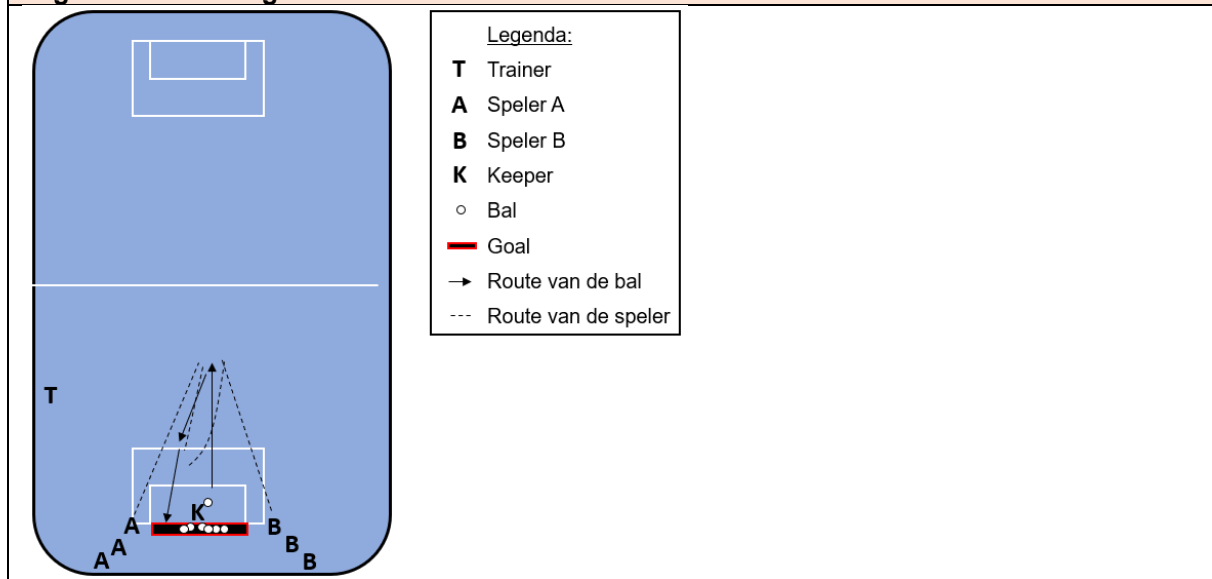 Legenda:
T Trainer
A Speler A
B Speler B
K Keeper
Bal
Goal
Route van de bal
Route van de speler
T
K
A
B
A
B
A
B